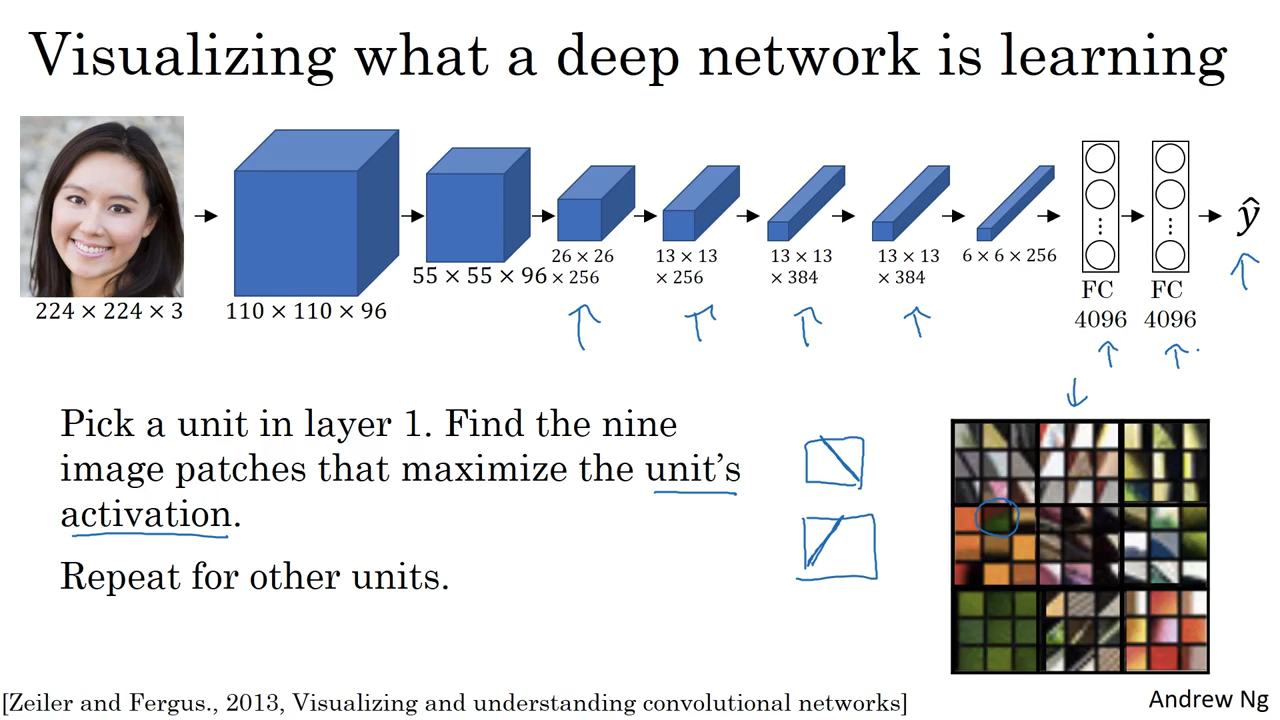 Visualizing what a deep network is learning
224 × 224 × 3
110 × 110 × 96
55 × 55 × 96
26 × 26
× 256
13 × 13
× 256
13 × 13
× 384
13 × 13
× 384
6 × 6 × 256
FC
4096
FC
4096
ŷ
Pick a unit in layer 1. Find the nine
image patches that maximize the unit's
activation.
Repeat for other units.
[Zeiler and Fergus., 2013, Visualizing and understanding convolutional networks]
Andrew Ng